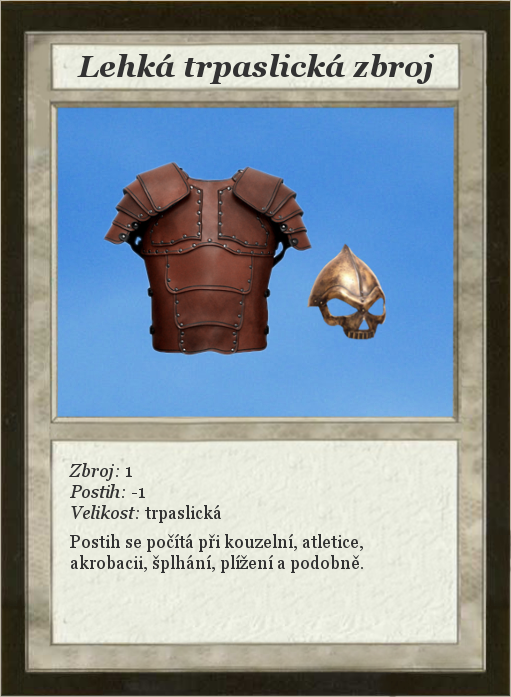 Lehká trpaslická zbroj
Zbroj: 1
Postih: -1
Velikost: trpaslická
Postih se počítá při kouzelní, atletice,
akrobacii, šplhání, plížení a podobně.